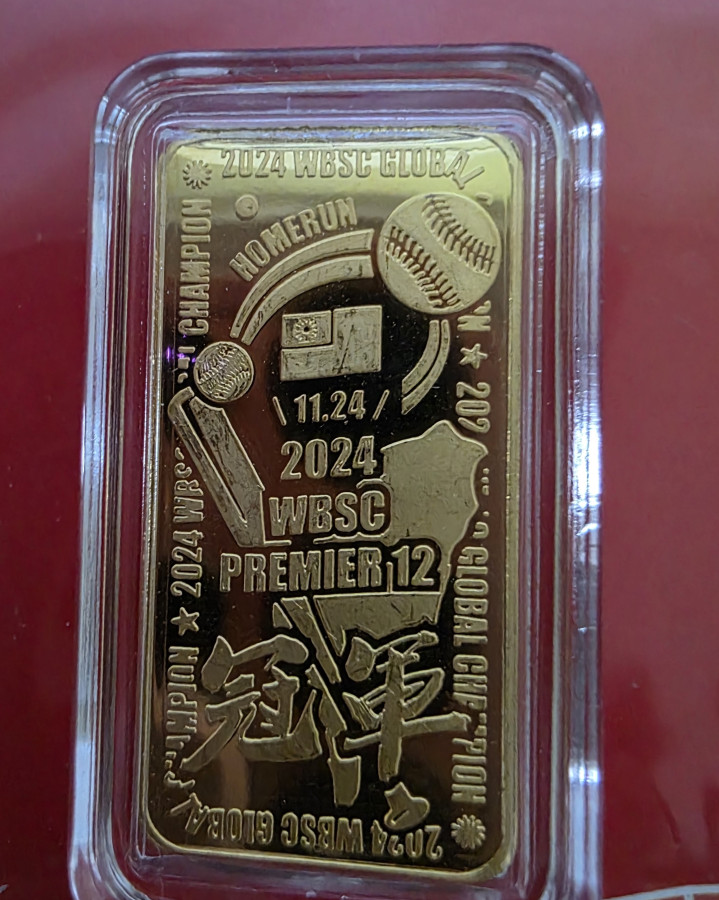 2024 WBSC GLOBAL
HOMERUN
\ 11.24 /
2024
WBSC
PREMIER 12
冠軍
CHAMPION
2024 WBSC
GLOBAL
2024 WBSC GLOBAL